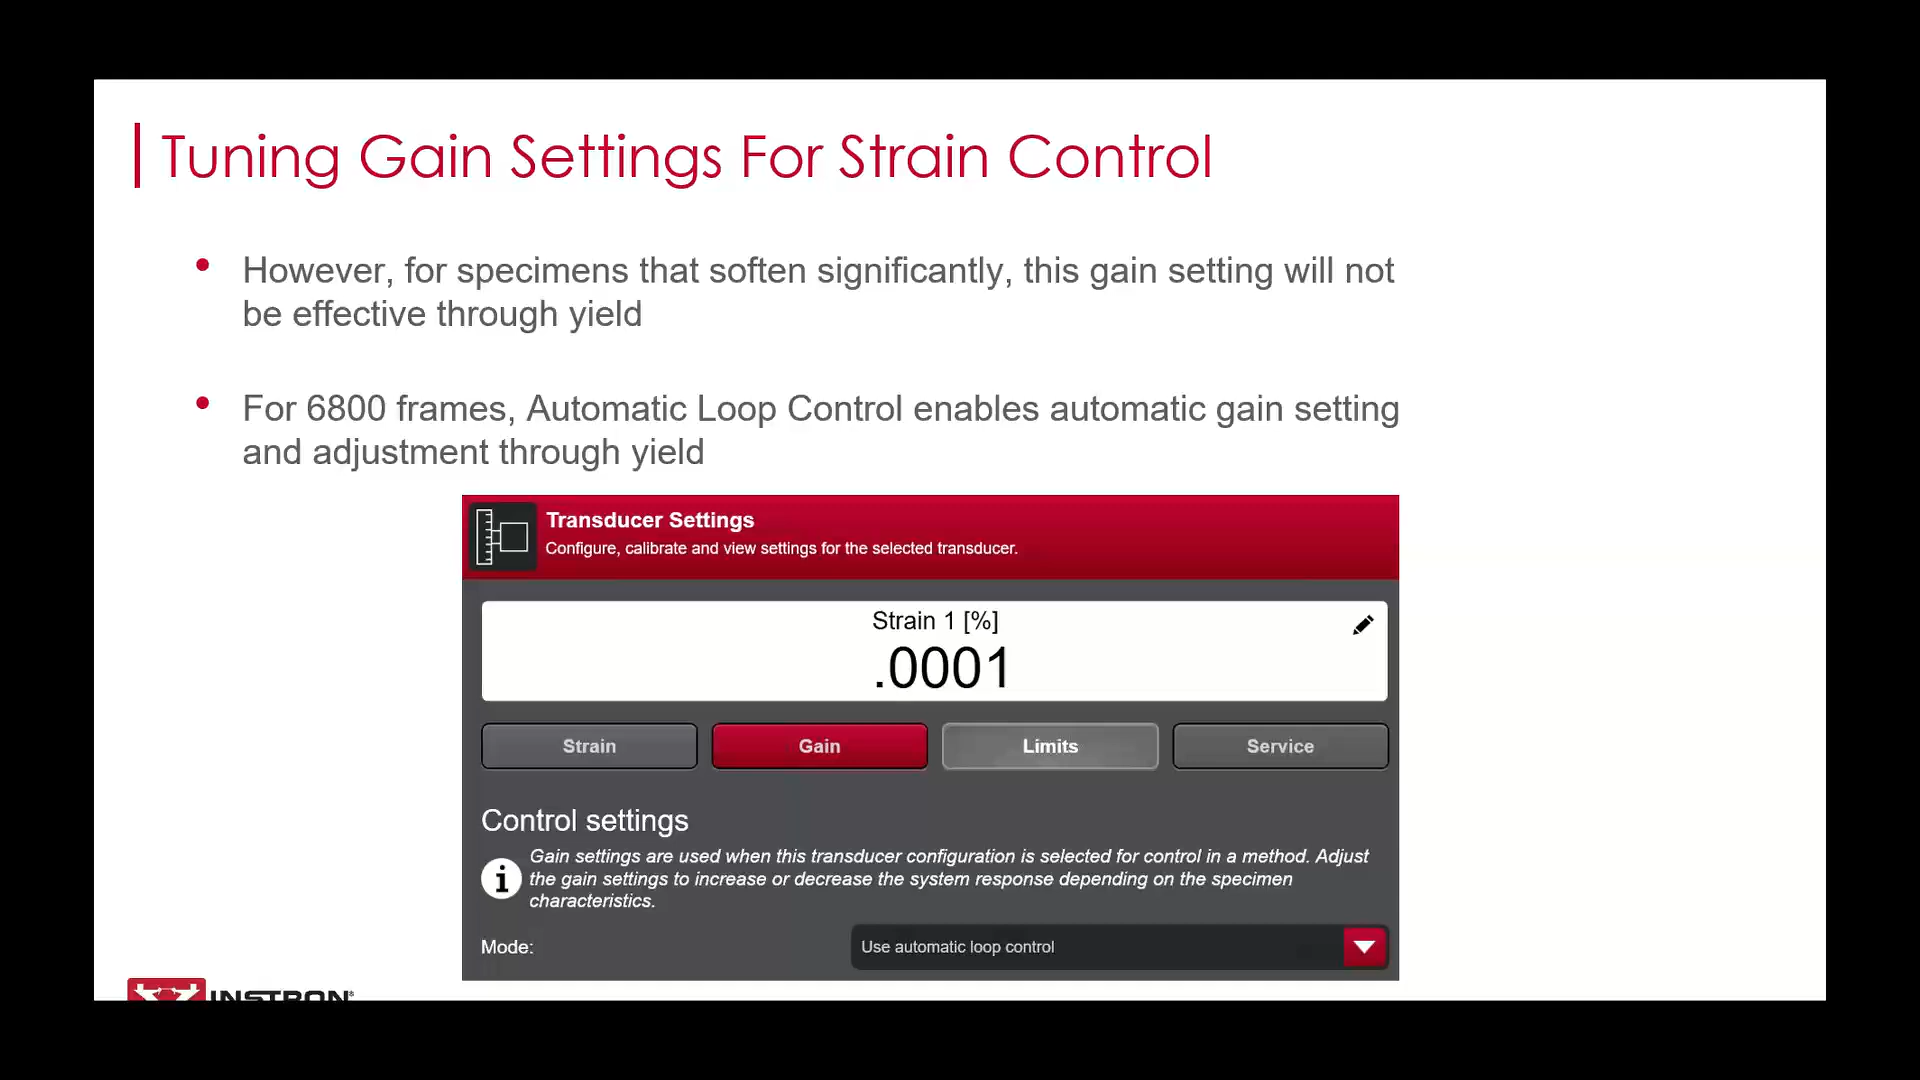 Tuning Gain Settings For Strain Control
• However, for specimens that soften significantly, this gain setting will not
be effective through yield
• For 6800 frames, Automatic Loop Control enables automatic gain setting
and adjustment through yield
Transducer Settings
Configure, calibrate and view settings for the selected transducer.
Strain 1 [%]
.0001
Strain Gain Limits Service
Control settings
Gain settings are used when this transducer configuration is selected for control in a method. Adjust
the gain settings to increase or decrease the system response depending on the specimen
characteristics.
Mode: Use automatic loop control
INSTRON®